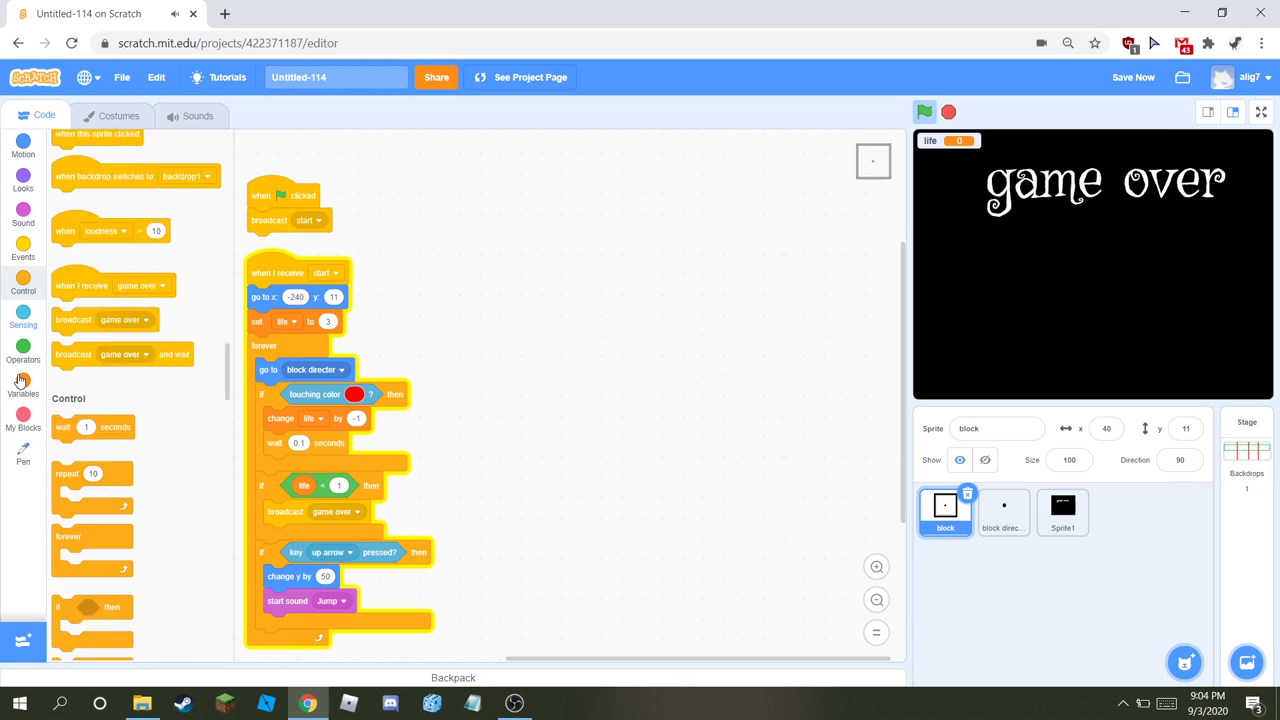 Untitled-114 on Scratch
scratch.mit.edu/projects/422371187/editor
1
43
SCRATCH
File
Edit
Tutorials
Untitled-114
Share
See Project Page
Save Now
alig7
Code
Costumes
Sounds
Motion
Looks
Sound
Events
Control
Sensing
Operators
Variables
My Blocks
Pen
when this sprite clicked
when backdrop switches to backdrop1
when loudness > 10
when I receive game over
broadcast game over
broadcast game over and wait
Control
wait 1 seconds
repeat 10
forever
if then
when clicked
broadcast start
when I receive start
go to x: -240 y: 11
set life to 3
forever
go to block directer
if touching color ? then
change life by -1
wait 0.1 seconds
if life < 1 then
broadcast game over
if key up arrow pressed? then
change y by 50
start sound Jump
Backpack
life 0
game over
Sprite block x 40 y 11
Show Size 100 Direction 90
block
block direc...
Sprite1
Stage
Backdrops
1
9:04 PM
9/3/2020
3